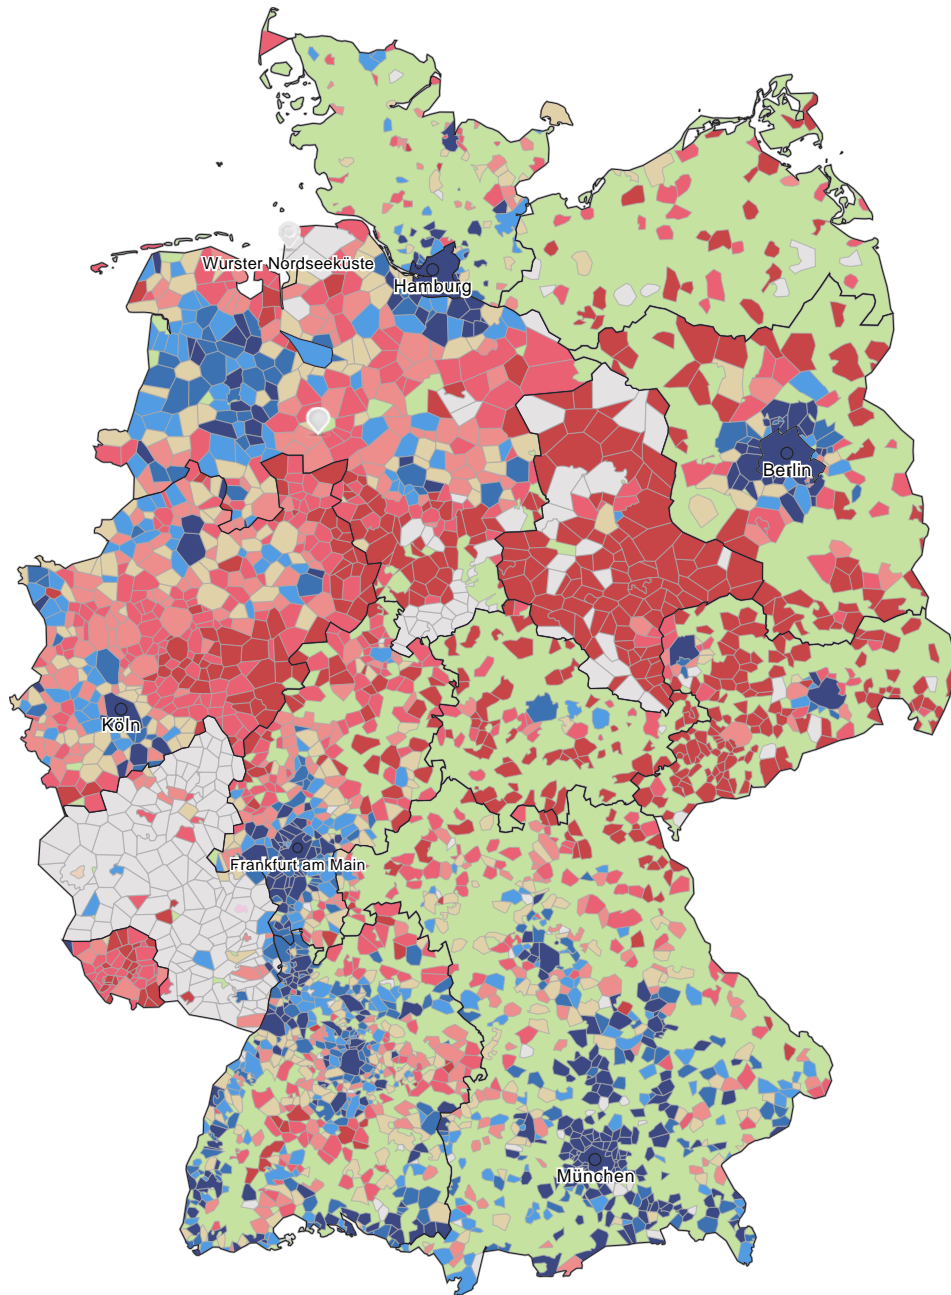 Wurster Nordseeküste
Hamburg
Berlin
Köln
Frankfurt am Main
München